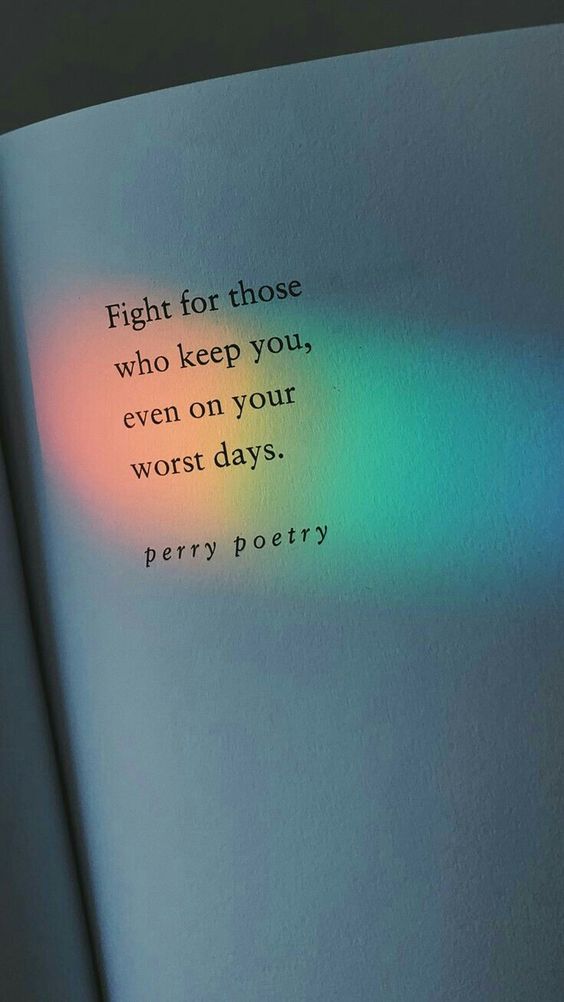 Fight for those
who keep you,
even on your
worst days.
perry poetry